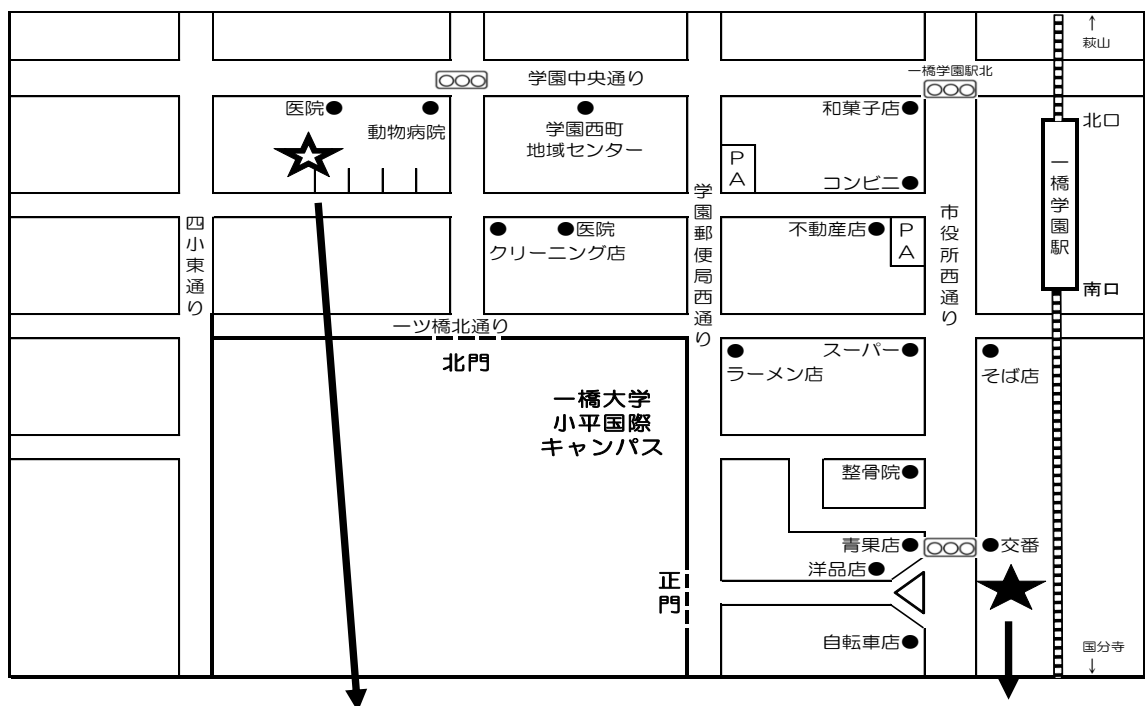 ↑
萩山
一橋学園駅北
学園中央通り
医院
動物病院
学園西町
地域センター
和菓子店
北口
PA
コンビニ
一橋学園駅
四小東通り
学園郵便局西通り
市役所西通り
クリーニング店
医院
不動産店
PA
南口
一ツ橋北通り
北門
ラーメン店
スーパー
そば店
一橋大学
小平国際
キャンパス
整骨院
青果店
交番
洋品店
正門
自転車店
国分寺
↓